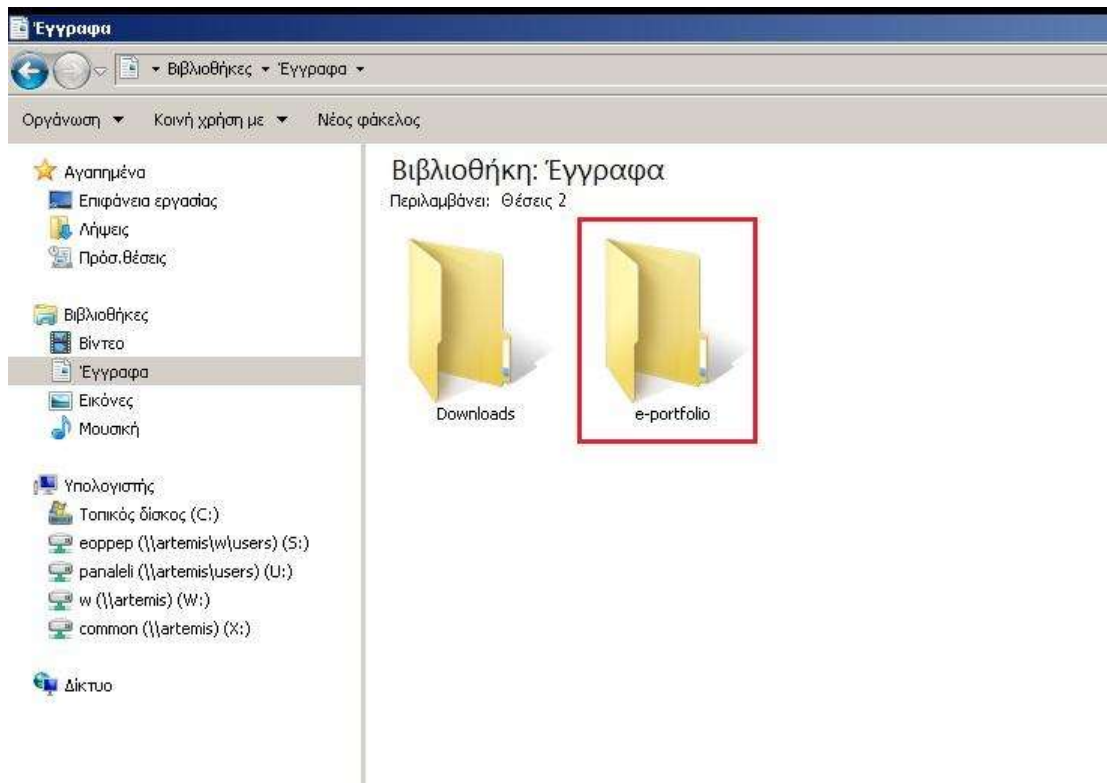 Έγγραφα
Βιβλιοθήκες Έγγραφα
Οργάνωση Κοινή χρήση με Νέος φάκελος
Αγαπημένα
Επιφάνεια εργασίας
Λήψεις
Πρόσ.θέσεις
Βιβλιοθήκες
Βίντεο
Έγγραφα
Εικόνες
Μουσική
Υπολογιστής
Τοπικός δίσκος (C:)
eoppep (\\artemis\w\users) (S:)
panaleli (\\artemis\users) (U:)
w (\\artemis) (W:)
common (\\artemis) (X:)
Δίκτυο
Βιβλιοθήκη: Έγγραφα
Περιλαμβάνει: Θέσεις 2
Downloads
e-portfolio